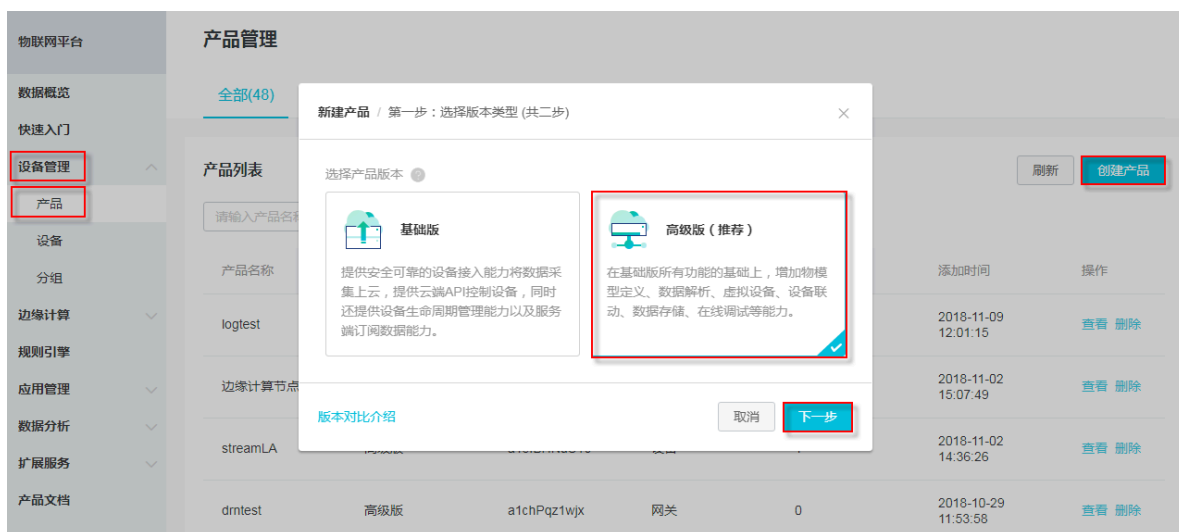 物联网平台
产品管理
数据概览
全部(48)
新建产品 / 第一步：选择版本类型 (共二步)
快速入门
设备管理
产品列表
选择产品版本
刷新
创建产品
产品
请输入产品名称
基础版
高级版（推荐）
设备
提供安全可靠的设备接入能力将数据采
集上云，提供云端API控制设备，同时
还提供设备生命周期管理能力以及服务
端订阅数据能力。
在基础版所有功能的基础上，增加物模
型定义、数据解析、虚拟设备、设备联
动、数据存储、在线调试等能力。
分组
产品名称
添加时间
操作
边缘计算
logtest
2018-11-09
12:01:15
查看 删除
规则引擎
应用管理
边缘计算节点
2018-11-02
15:07:49
查看 删除
版本对比介绍
取消
下一步
数据分析
streamLA
2018-11-02
14:36:26
查看 删除
扩展服务
产品文档
drntest
高级版
a1chPqz1wjx
网关
0
2018-10-29
11:53:58
查看 删除